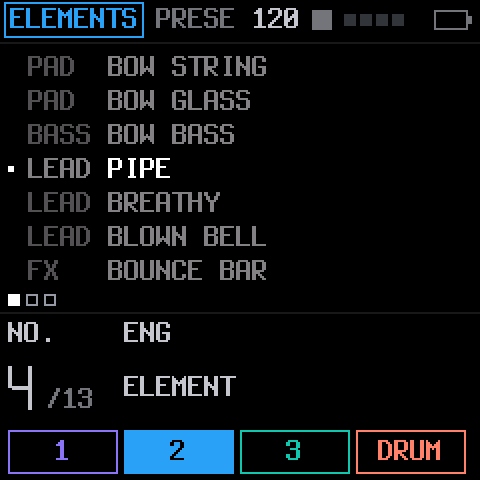 ELEMENTS PRESE 120
PAD BOW STRING
PAD BOW GLASS
BASS BOW BASS
LEAD PIPE
LEAD BREATHY
LEAD BLOWN BELL
FX BOUNCE BAR
NO. ENG
4 /13 ELEMENT
1 2 3 DRUM